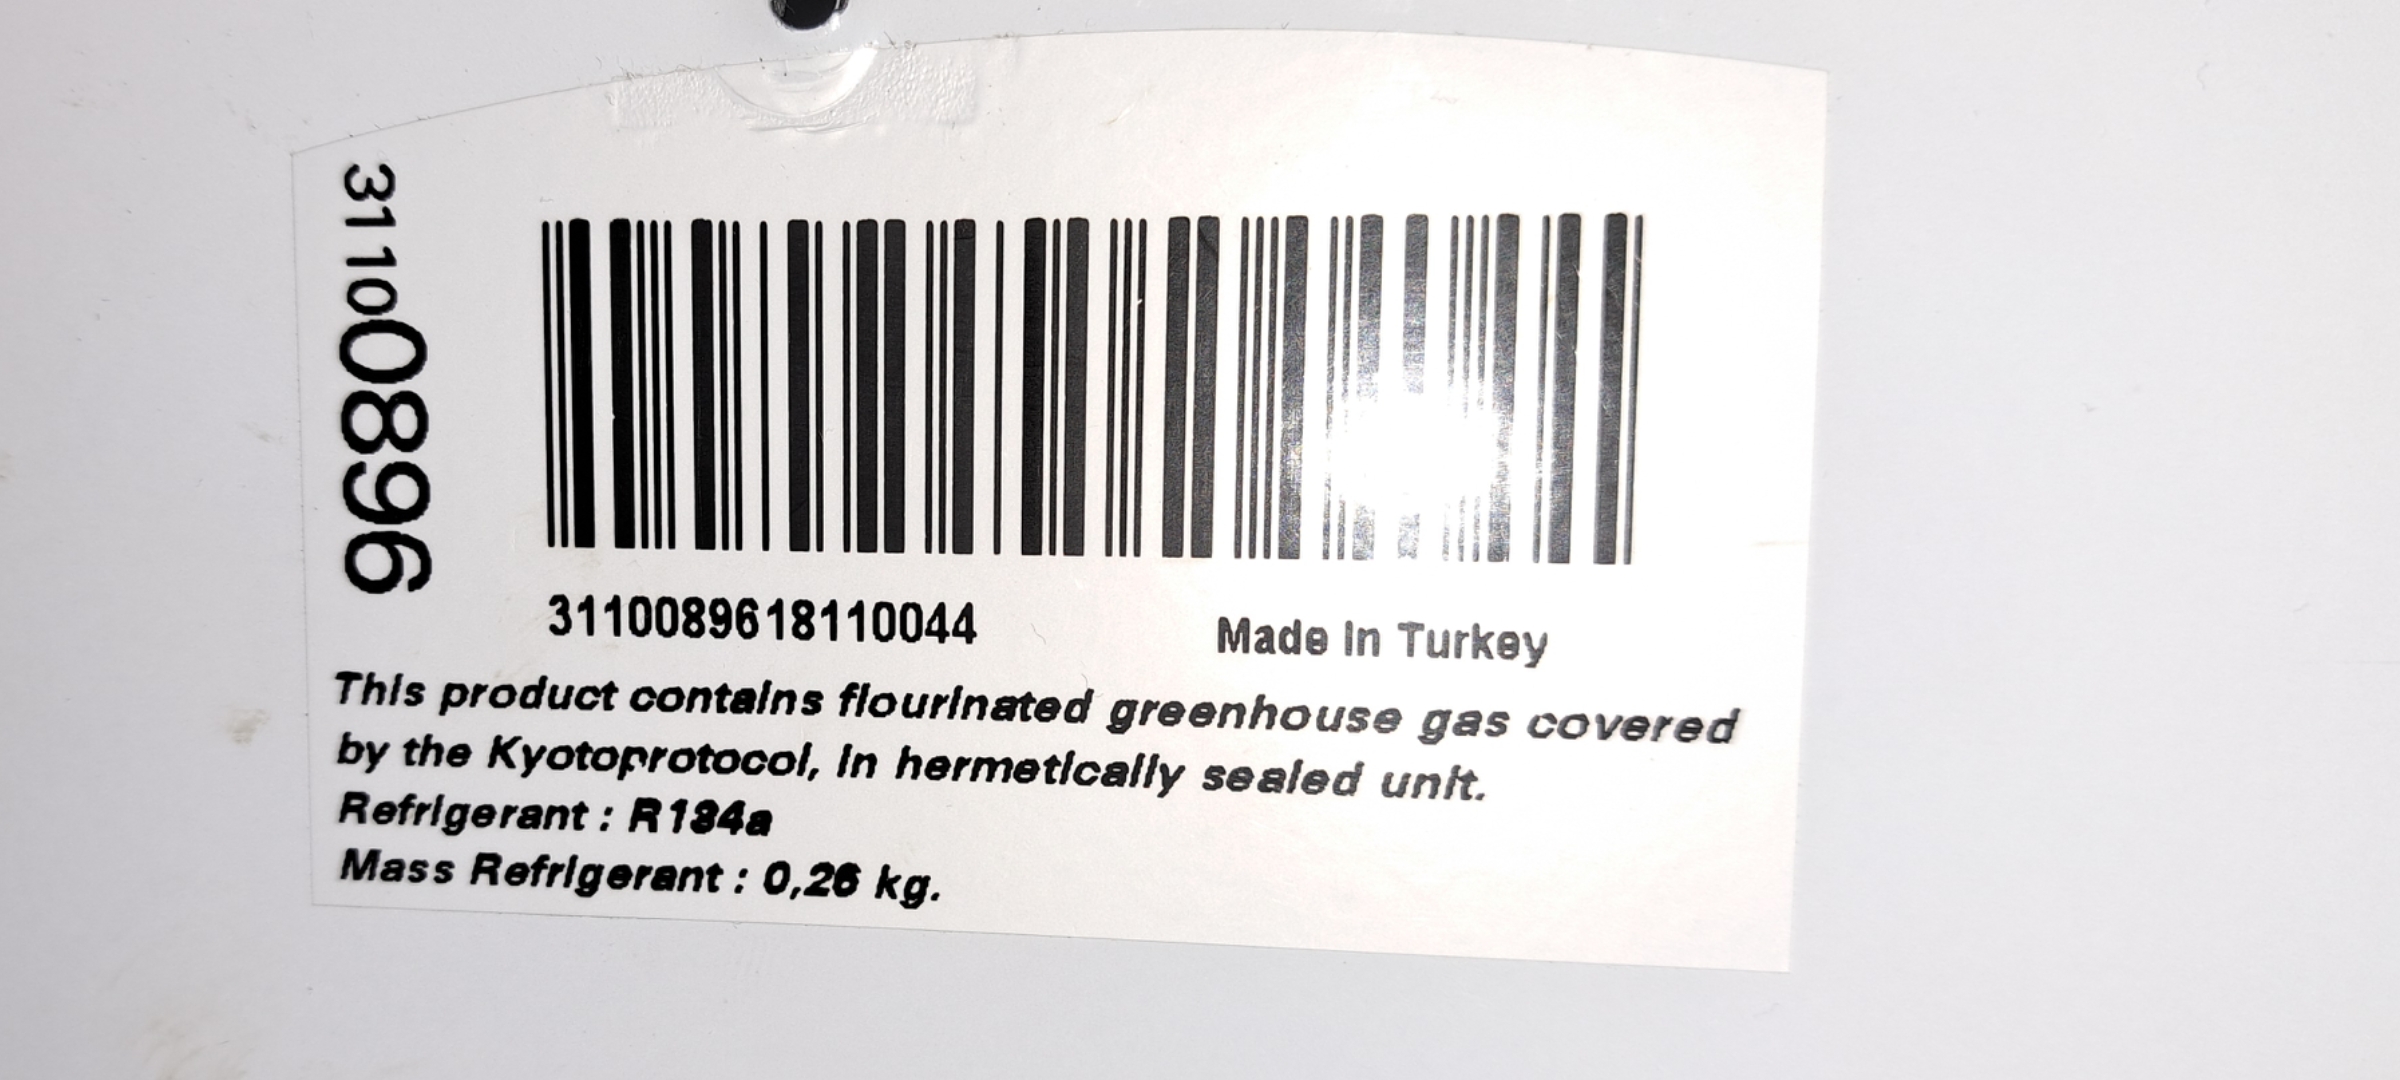 31100896
3110089618110044
Made In Turkey
This product contains flourinated greenhouse gas covered
by the Kyotoprotocol, in hermetically sealed unit.
Refrigerant : R134a
Mass Refrigerant : 0,26 kg.